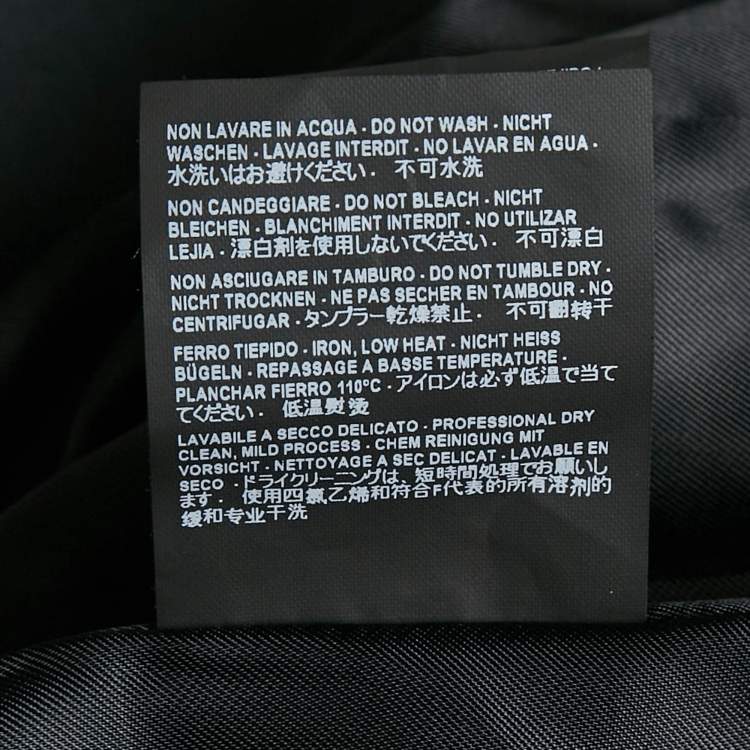 NON LAVARE IN ACQUA - DO NOT WASH - NICHT
WASCHEN - LAVAGE INTERDIT - NO LAVAR EN AGUA -
水洗いはお避けください. 不可水洗
NON CANDEGGIARE - DO NOT BLEACH - NICHT
BLEICHEN - BLANCHIMENT INTERDIT - NO UTILIZAR
LEJIA - 漂白剤を使用しないでください. 不可漂白
NON ASCIUGARE IN TAMBURO - DO NOT TUMBLE DRY -
NICHT TROCKNEN - NE PAS SECHER EN TAMBOUR - NO
CENTRIFUGAR - タンブラー乾燥禁止. 不可翻转干
FERRO TIEPIDO - IRON, LOW HEAT - NICHT HEISS
BÜGELN - REPASSAGE A BASSE TEMPERATURE -
PLANCHAR FIERRO 110°C - アイロンは必ず低温で当て
てください. 低温熨烫
LAVABILE A SECCO DELICATO - PROFESSIONAL DRY
CLEAN, MILD PROCESS - CHEM REINIGUNG MIT
VORSICHT - NETTOYAGE A SEC DELICAT - LAVABLE EN
SECO - ドライクリーニングは、短時間処理でお願いし
ます. 使用四氯乙烯和符合F代表的所有溶剂的
缓和专业干洗